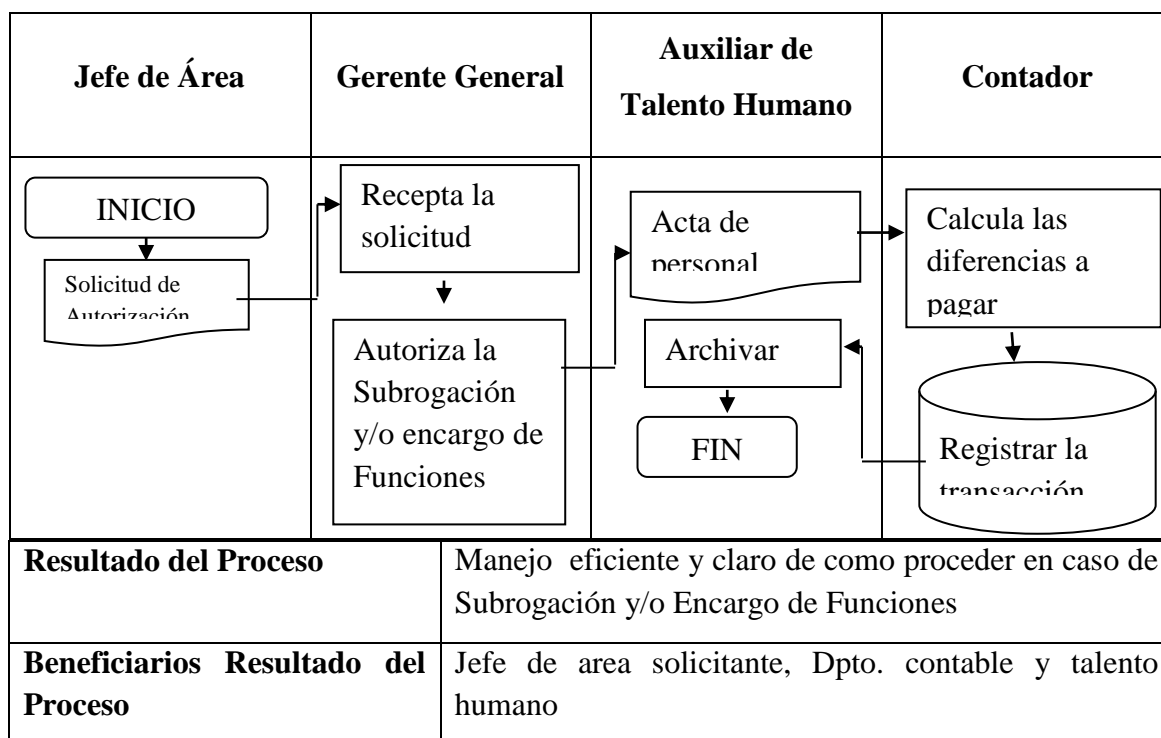 Jefe de Área
Gerente General
Auxiliar de
Talento Humano
Contador
INICIO
Solicitud de
Autorización
Recepta la
solicitud
Autoriza la
Subrogación
y/o encargo de
Funciones
Acta de
personal
Archivar
FIN
Calcula las
diferencias a
pagar
Registrar la
transacción
Resultado del Proceso
Manejo eficiente y claro de como proceder en caso de
Subrogación y/o Encargo de Funciones
Beneficiarios Resultado del
Proceso
Jefe de area solicitante, Dpto. contable y talento
humano